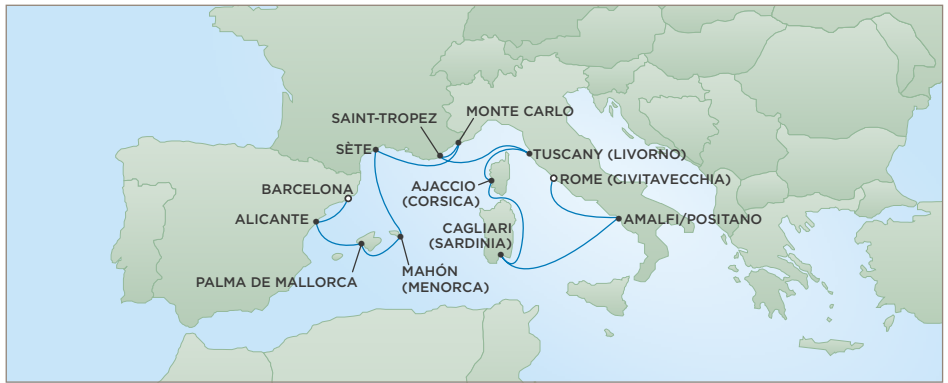 SAINT-TROPEZ
MONTE CARLO
SÈTE
TUSCANY (LIVORNO)
BARCELONA
AJACCIO
(CORSICA)
ROME (CIVITAVECCHIA)
ALICANTE
CAGLIARI
(SARDINIA)
AMALFI/POSITANO
PALMA DE MALLORCA
MAHÓN
(MENORCA)